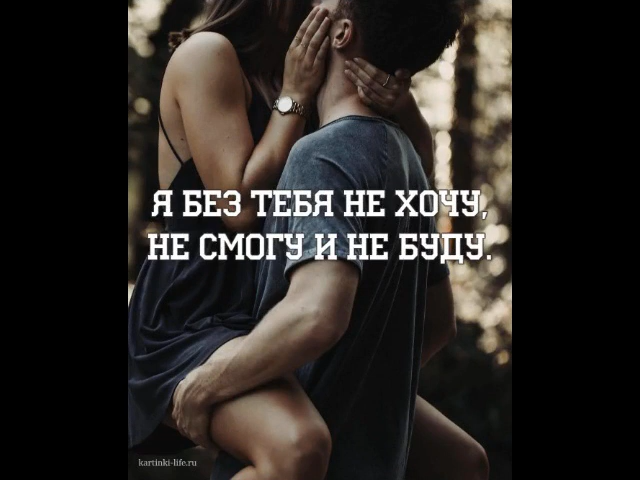 Я БЕЗ ТЕБЯ НЕ ХОЧУ,
НЕ СМОГУ И НЕ БУДУ.
kartinki-life.ru